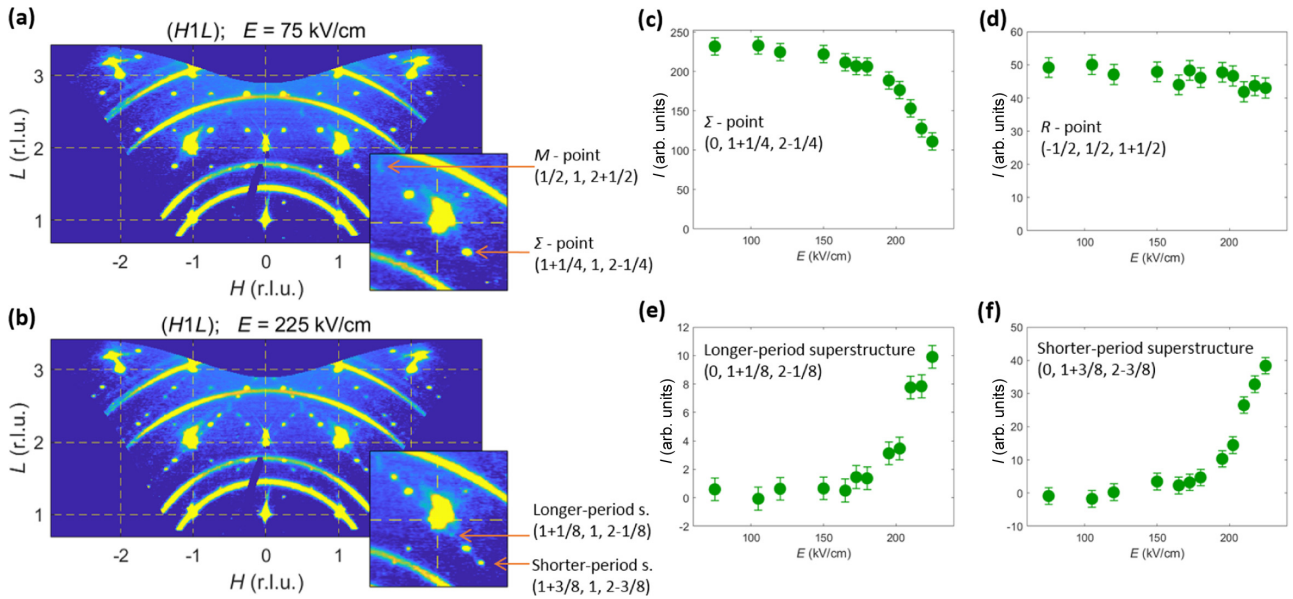 (a)
(H1L); E = 75 kV/cm
L (r.l.u.)
3
2
1
-2
-1
0
1
H (r.l.u.)
M - point
(1/2, 1, 2+1/2)
Σ - point
(1+1/4, 1, 2-1/4)
(b)
(H1L); E = 225 kV/cm
L (r.l.u.)
3
2
1
-2
-1
0
1
H (r.l.u.)
Longer-period s.
(1+1/8, 1, 2-1/8)
Shorter-period s.
(1+3/8, 1, 2-3/8)
(c)
I (arb. units)
250
200
150
100
50
0
Σ - point
(0, 1+1/4, 2-1/4)
100
150
200
E (kV/cm)
(d)
I (arb. units)
60
50
40
30
20
10
0
R - point
(-1/2, 1/2, 1+1/2)
100
150
200
E (kV/cm)
(e)
I (arb. units)
12
10
8
6
4
2
0
-2
Longer-period superstructure
(0, 1+1/8, 2-1/8)
100
150
200
E (kV/cm)
(f)
I (arb. units)
50
40
30
20
10
0
-10
Shorter-period superstructure
(0, 1+3/8, 2-3/8)
100
150
200
E (kV/cm)